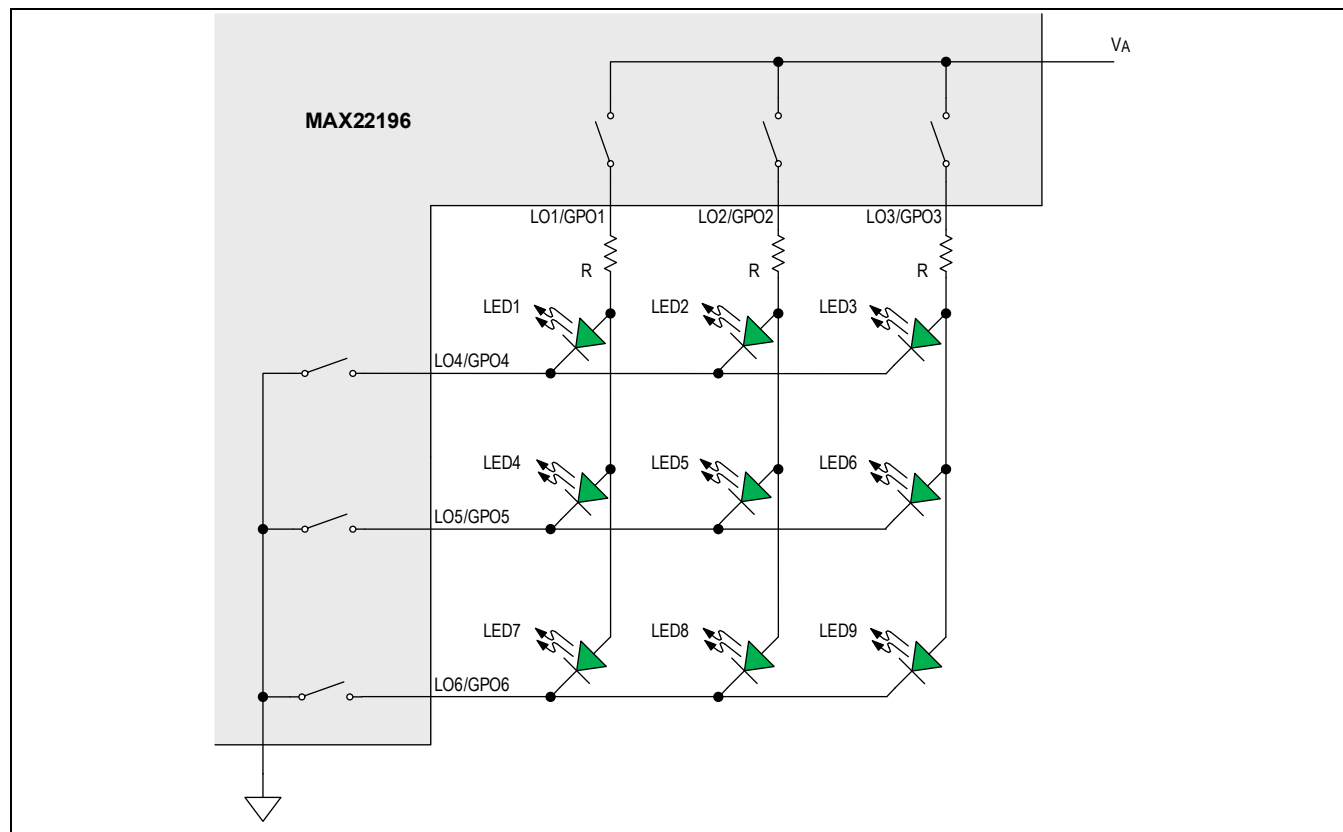 VA
MAX22196
LO1/GPO1 LO2/GPO2 LO3/GPO3
R R R
LED1 LED2 LED3
LO4/GPO4
LED4 LED5 LED6
LO5/GPO5
LED7 LED8 LED9
LO6/GPO6